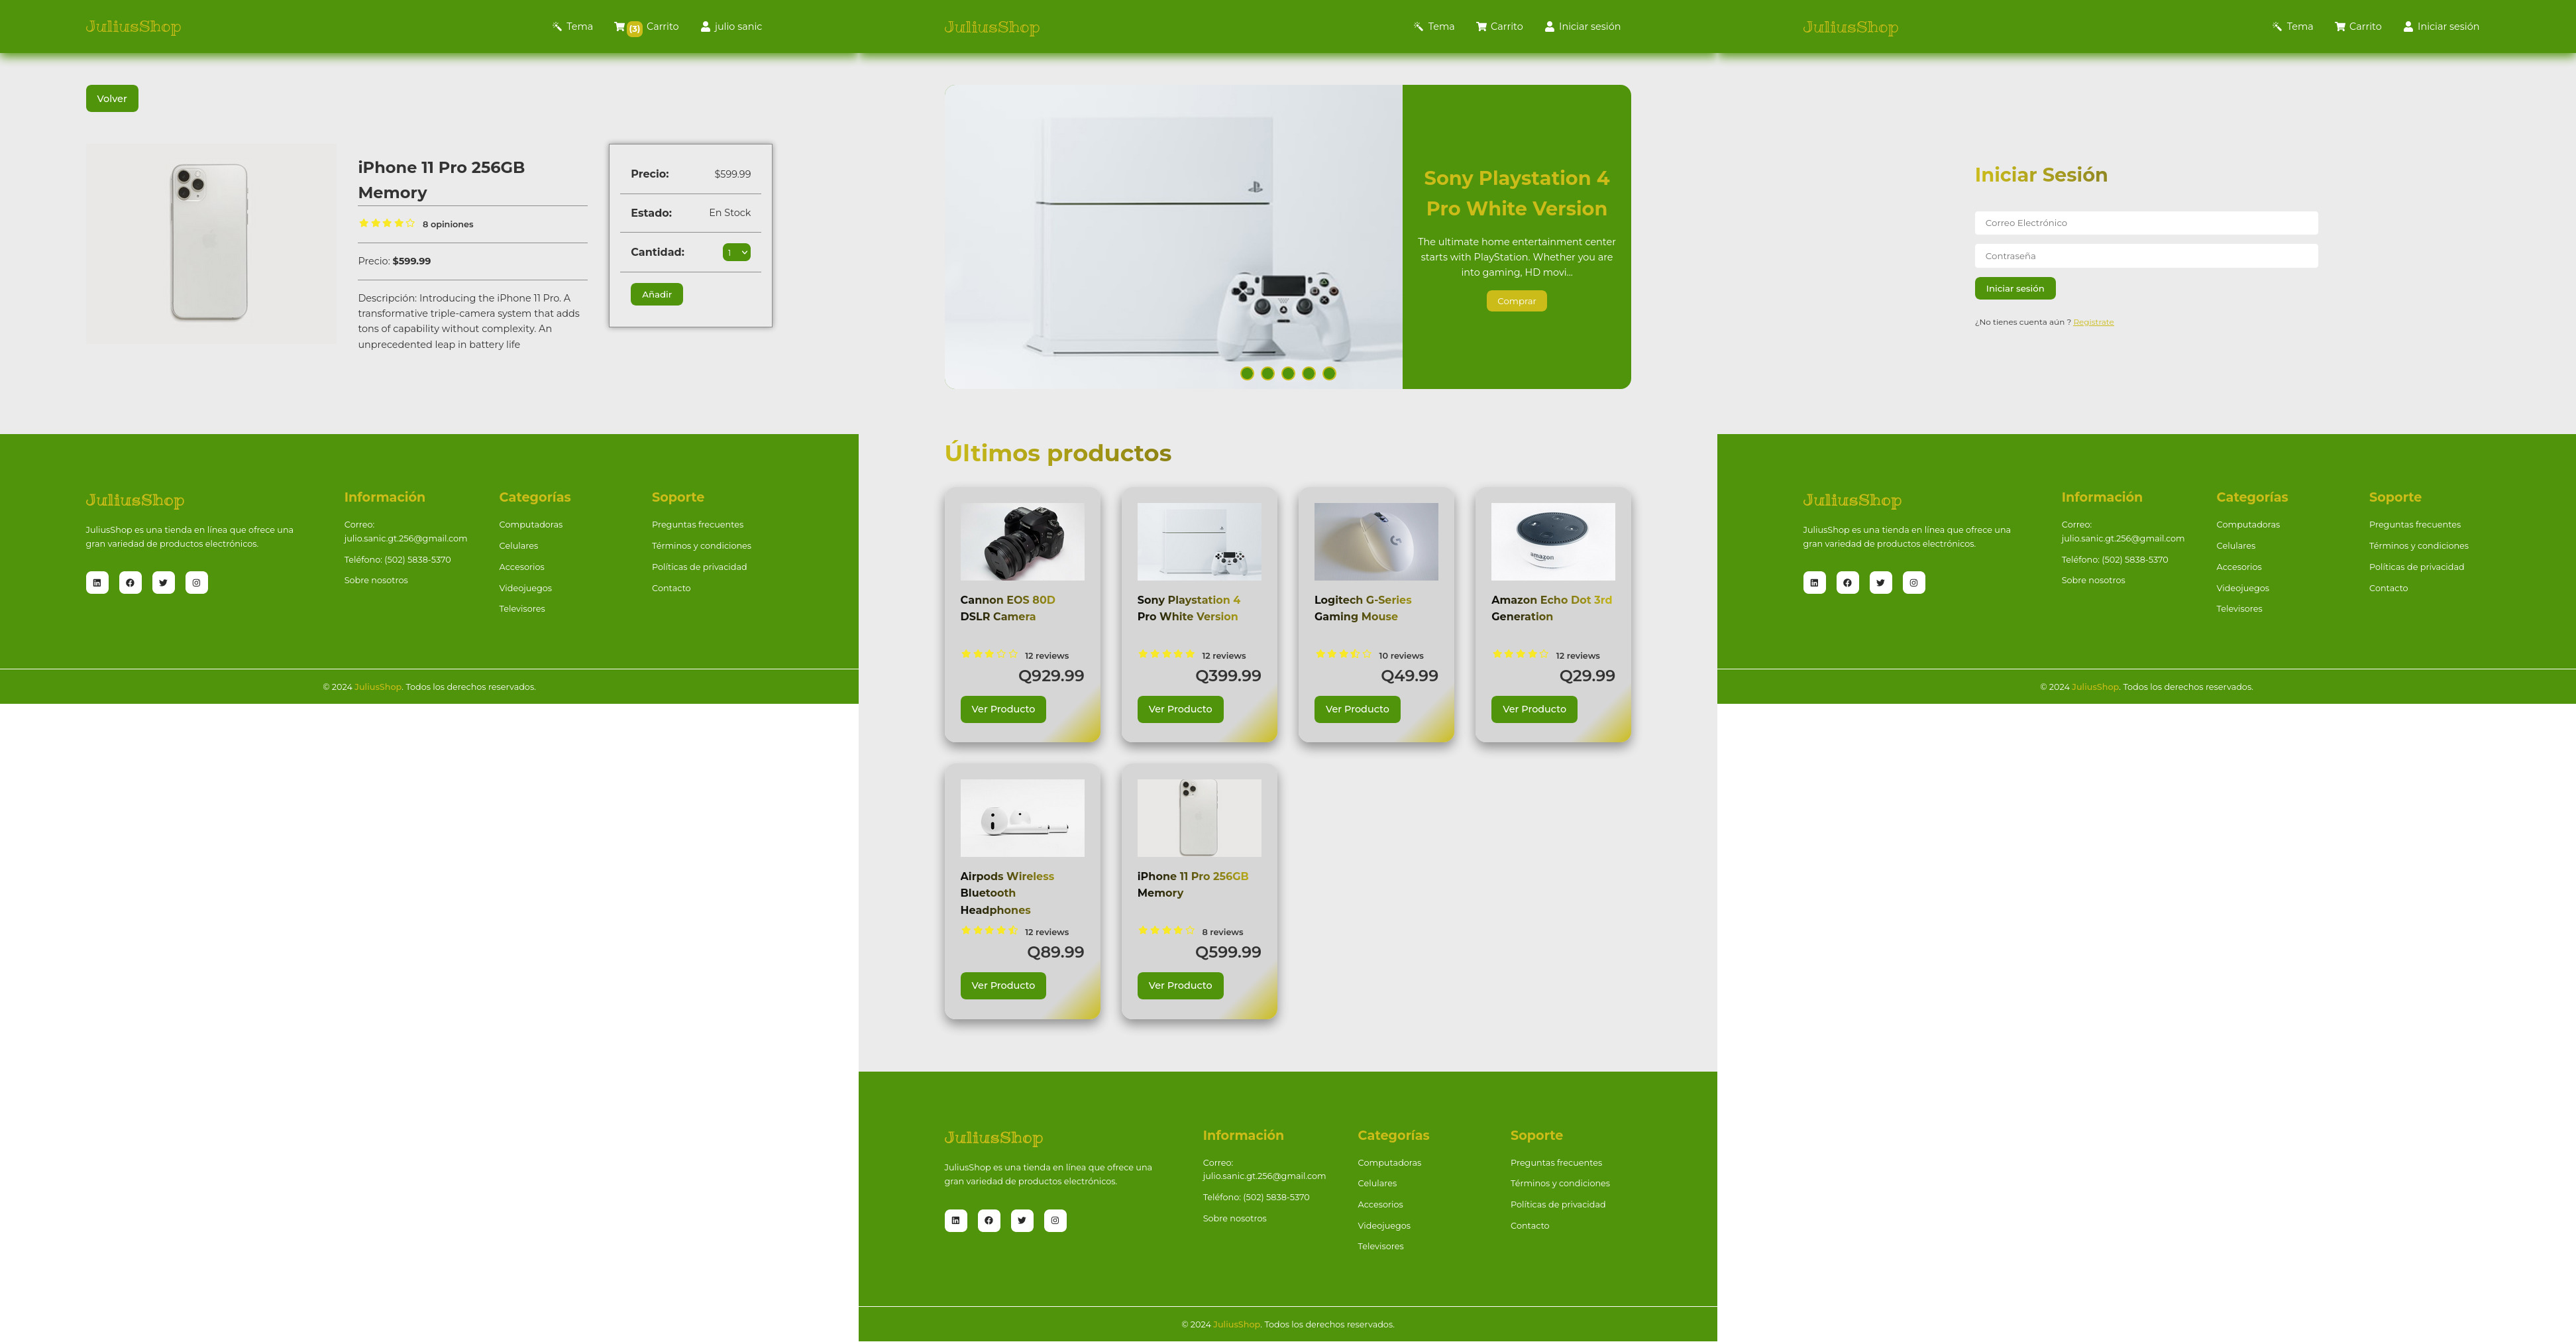 JuliusShop
Tema
(3)
Carrito
julio sanic
Volver
iPhone 11 Pro 256GB
Memory
8 opiniones
Precio: $599.99
Descripción: Introducing the iPhone 11 Pro. A
transformative triple-camera system that adds
tons of capability without complexity. An
unprecedented leap in battery life
Precio: $599.99
Estado: En Stock
Cantidad: 1
Añadir
JuliusShop
JuliusShop es una tienda en línea que ofrece una
gran variedad de productos electrónicos.
Información
Correo:
julio.sanic.gt.256@gmail.com
Teléfono: (502) 5838-5370
Sobre nosotros
Categorías
Computadoras
Celulares
Accesorios
Videojuegos
Televisores
Soporte
Preguntas frecuentes
Términos y condiciones
Políticas de privacidad
Contacto
© 2024 JuliusShop. Todos los derechos reservados.
JuliusShop
Tema
Carrito
Iniciar sesión
Sony Playstation 4
Pro White Version
The ultimate home entertainment center
starts with PlayStation. Whether you are
into gaming, HD movi...
Comprar
Últimos productos
Cannon EOS 80D
DSLR Camera
12 reviews
Q929.99
Ver Producto
Sony Playstation 4
Pro White Version
12 reviews
Q399.99
Ver Producto
Logitech G-Series
Gaming Mouse
10 reviews
Q49.99
Ver Producto
amazon
Amazon Echo Dot 3rd
Generation
12 reviews
Q29.99
Ver Producto
Airpods Wireless
Bluetooth
Headphones
12 reviews
Q89.99
Ver Producto
iPhone 11 Pro 256GB
Memory
8 reviews
Q599.99
Ver Producto
JuliusShop
JuliusShop es una tienda en línea que ofrece una
gran variedad de productos electrónicos.
Información
Correo:
julio.sanic.gt.256@gmail.com
Teléfono: (502) 5838-5370
Sobre nosotros
Categorías
Computadoras
Celulares
Accesorios
Videojuegos
Televisores
Soporte
Preguntas frecuentes
Términos y condiciones
Políticas de privacidad
Contacto
© 2024 JuliusShop. Todos los derechos reservados.
JuliusShop
Tema
Carrito
Iniciar sesión
Iniciar Sesión
Correo Electrónico
Contraseña
Iniciar sesión
¿No tienes cuenta aún ? Registrate
JuliusShop
JuliusShop es una tienda en línea que ofrece una
gran variedad de productos electrónicos.
Información
Correo:
julio.sanic.gt.256@gmail.com
Teléfono: (502) 5838-5370
Sobre nosotros
Categorías
Computadoras
Celulares
Accesorios
Videojuegos
Televisores
Soporte
Preguntas frecuentes
Términos y condiciones
Políticas de privacidad
Contacto
© 2024 JuliusShop. Todos los derechos reservados.